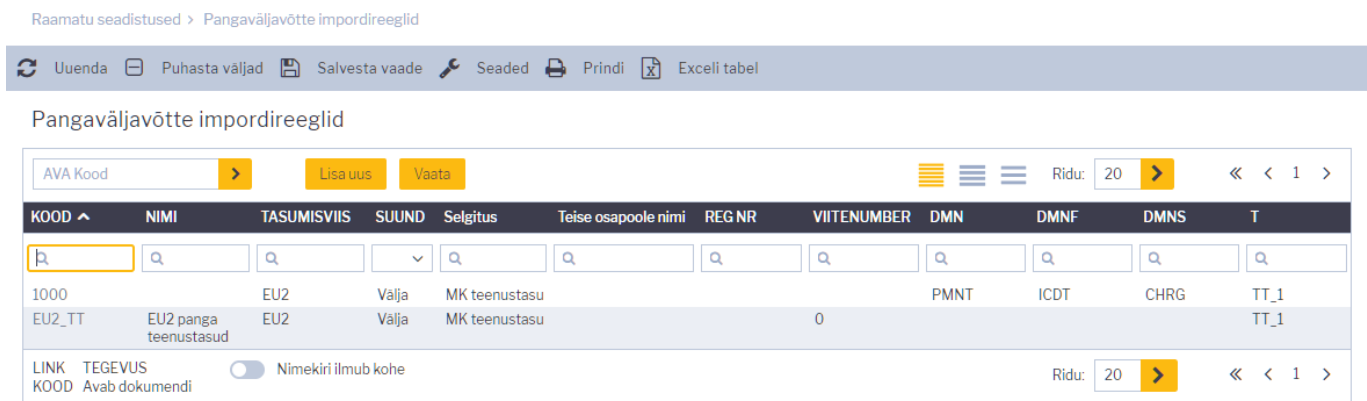 Raamatu seadistused > Pangaväljavõtte impordireeglid
Uuenda Puhasta väljad Salvesta vaade Seaded Prindi Exceli tabel
Pangaväljavõtte impordireeglid
AVA Kood Lisa uus Vaata Ridu: 20 1
KOOD NIMI TASUMISVIIS SUUND Selgitus Teise osapoole nimi REG NR VIITENUMBER DMN DMNF DMNS T
1000 EU2 Välja MK teenustasu PMNT ICDT CHRG TT_1
EU2_TT EU2 panga EU2 Välja MK teenustasu 0 TT_1
teenustasud
LINK TEGEVUS Nimekiri ilmub kohe
KOOD Avab dokumendi Ridu: 20 1